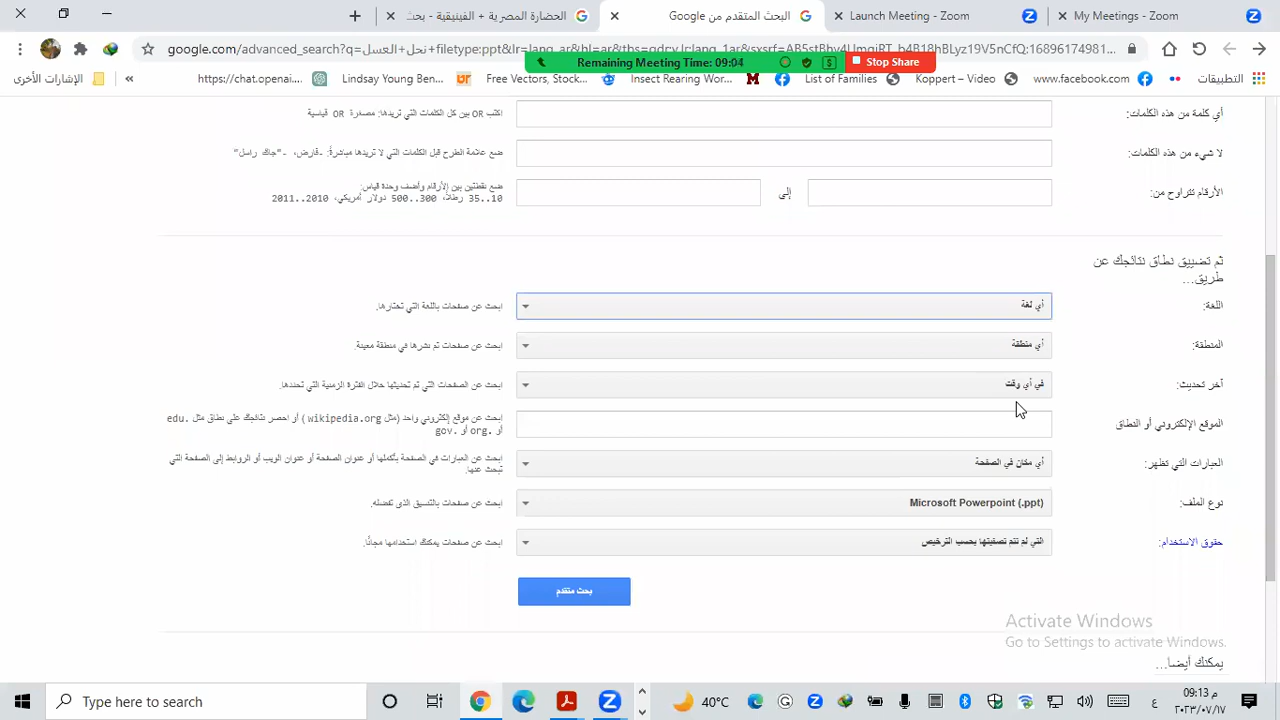 الحضارة المصرية + الفينيقية - بحث
البحث المتقدم من Google
Launch Meeting - Zoom
My Meetings - Zoom
google.com/advanced_search?q=نحل+العسل+filetype:ppt&lr=lang_ar&hl=ar&tbs=qdr:y,lr:lang_1ar&sxsrf=
Remaining Meeting Time: 09:04
Stop Share
الإشارات الأخرى
»
https://chat.openai...
Lindsay Young Ben...
Free Vectors, Stock...
Insect Rearing Wor...
List of Families
Koppert – Video
www.facebook.com
التطبيقات
أي كلمة من هذه الكلمات:
اكتب OR بين كل الكلمات التي تريدها: مصغرة OR قياسية
لا شيء من هذه الكلمات:
ضع علامة الطرح قبل الكلمات التي لا تريدها مباشرةً: -قارض، -"جاك راسل"
الأرقام تتراوح من:
إلى
ضع نقطتين بين الأرقام وأضف وحدة قياس:
10..35 رطلاً، 300..500 دولار أمريكي، 2010..2011
ثم تضييق نطاق نتائجك عن
طريق...
اللغة:
أي لغة
ابحث عن صفحات باللغة التي تختارها.
المنطقة:
أي منطقة
ابحث عن صفحات تم نشرها في منطقة معينة.
آخر تحديث:
في أي وقت
ابحث عن الصفحات التي تم تحديثها خلال الفترة الزمنية التي تحددها.
الموقع الإلكتروني أو النطاق
ابحث عن موقع إلكتروني واحد (مثل wikipedia.org) أو احصر نتائجك على نطاق مثل .edu
أو .org أو .gov
العبارات التي تظهر:
أي مكان في الصفحة
ابحث عن العبارات في الصفحة بأكملها أو عنوان الصفحة أو عنوان الويب أو الروابط إلى الصفحة التي
تبحث عنها.
نوع الملف:
Microsoft Powerpoint (.ppt)
ابحث عن صفحات بالتنسيق الذى تفضله.
حقوق الاستخدام:
التي لم تتم تصفيتها بحسب الترخيص
ابحث عن صفحات يمكنك استخدامها مجانًا.
بحث متقدم
Activate Windows
Go to Settings to activate Windows.
يمكنك أيضا...
Type here to search
40°C
ع
09:13 م
٢٠٢٣/٠٧/١٧